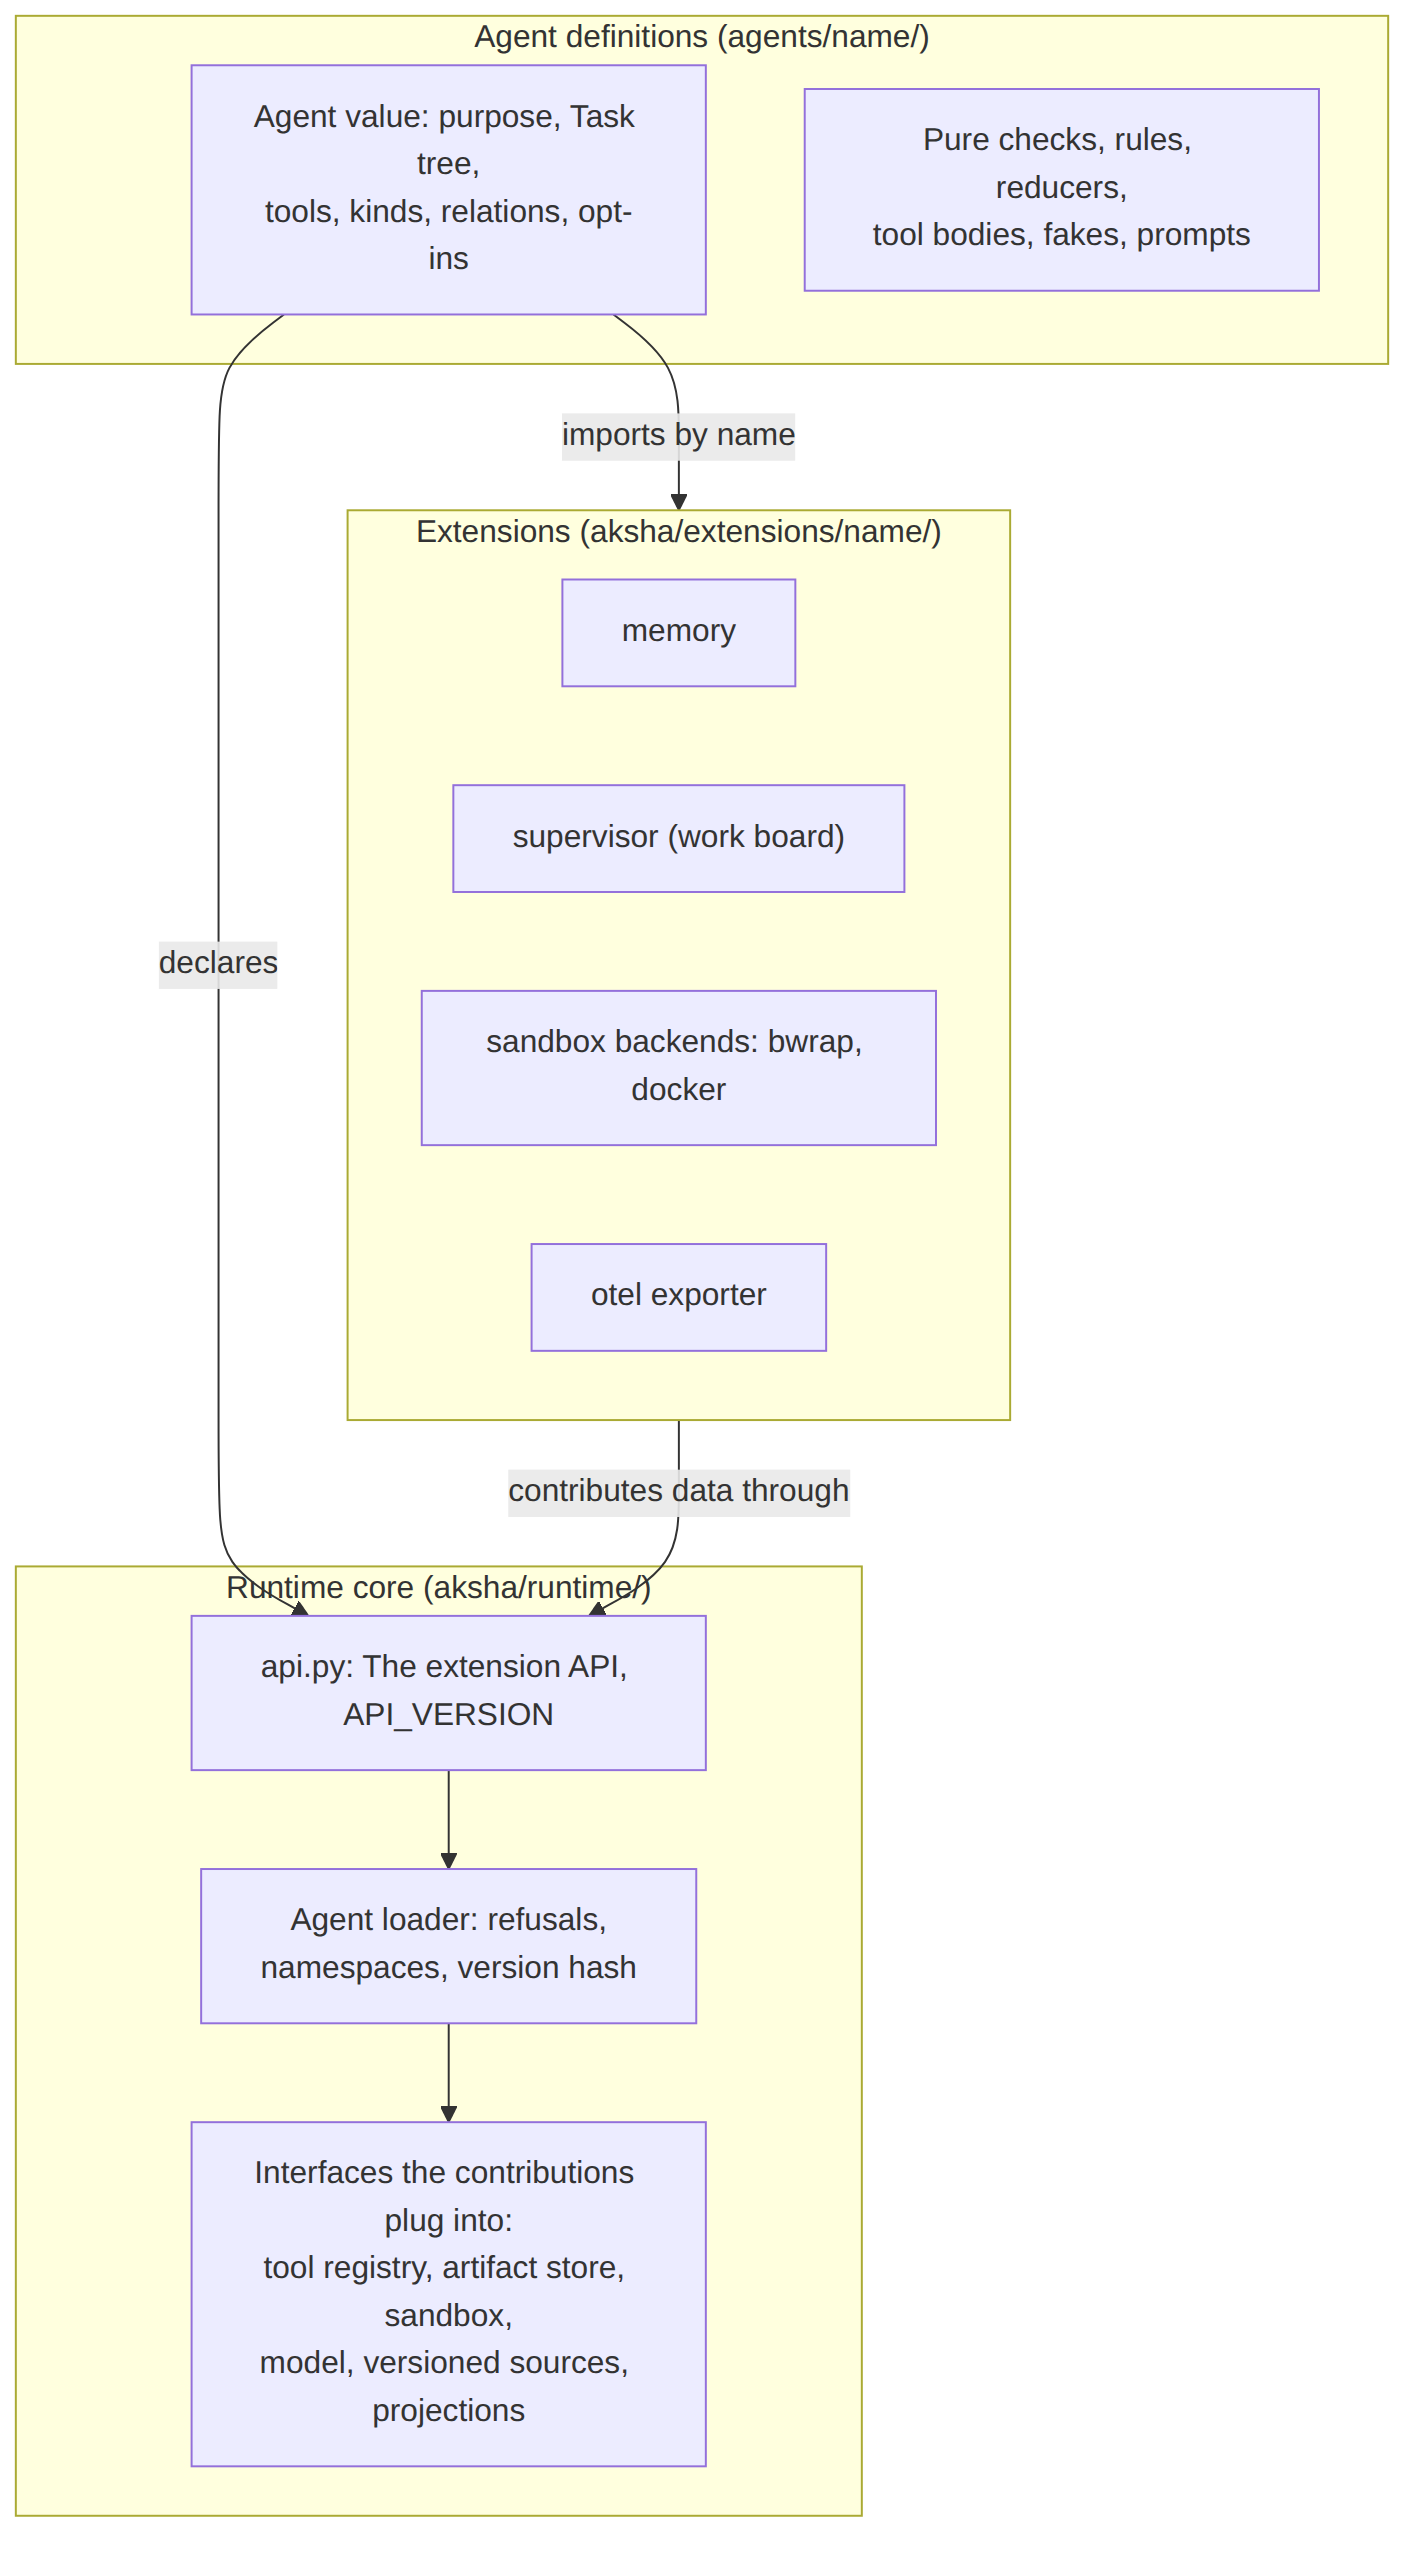 Agent definitions (agents/name/)
Agent value: purpose, Task
tree,
tools, kinds, relations, opt-
ins
Pure checks, rules,
reducers,
tool bodies, fakes, prompts
imports by name
Extensions (aksha/extensions/name/)
memory
supervisor (work board)
declares
sandbox backends: bwrap,
docker
otel exporter
contributes data through
Runtime core (aksha/runtime/)
api.py: The extension API,
API_VERSION
Agent loader: refusals,
namespaces, version hash
Interfaces the contributions
plug into:
tool registry, artifact store,
sandbox,
model, versioned sources,
projections